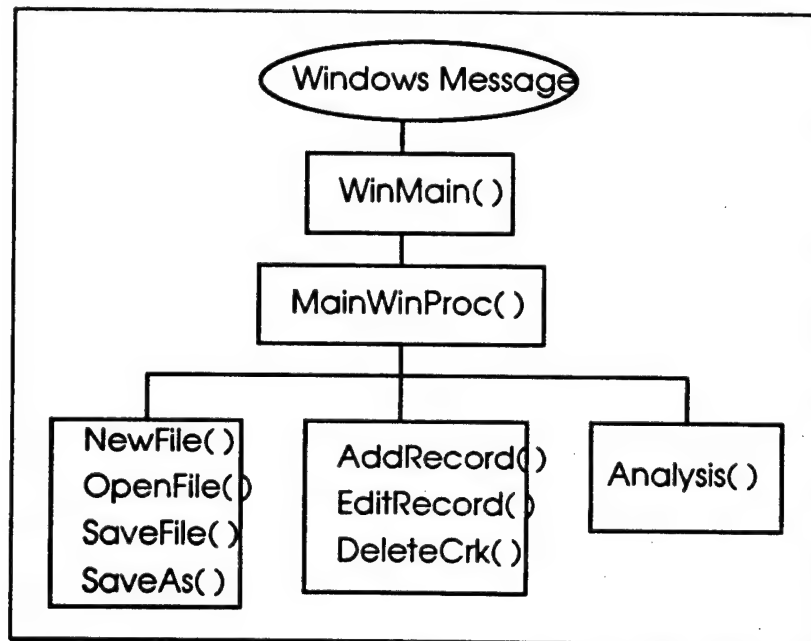 Windows Message
WinMain( )
MainWinProc( )
NewFile( )
OpenFile( )
SaveFile( )
SaveAs( )
AddRecord( )
EditRecord( )
DeleteCrk( )
Analysis( )